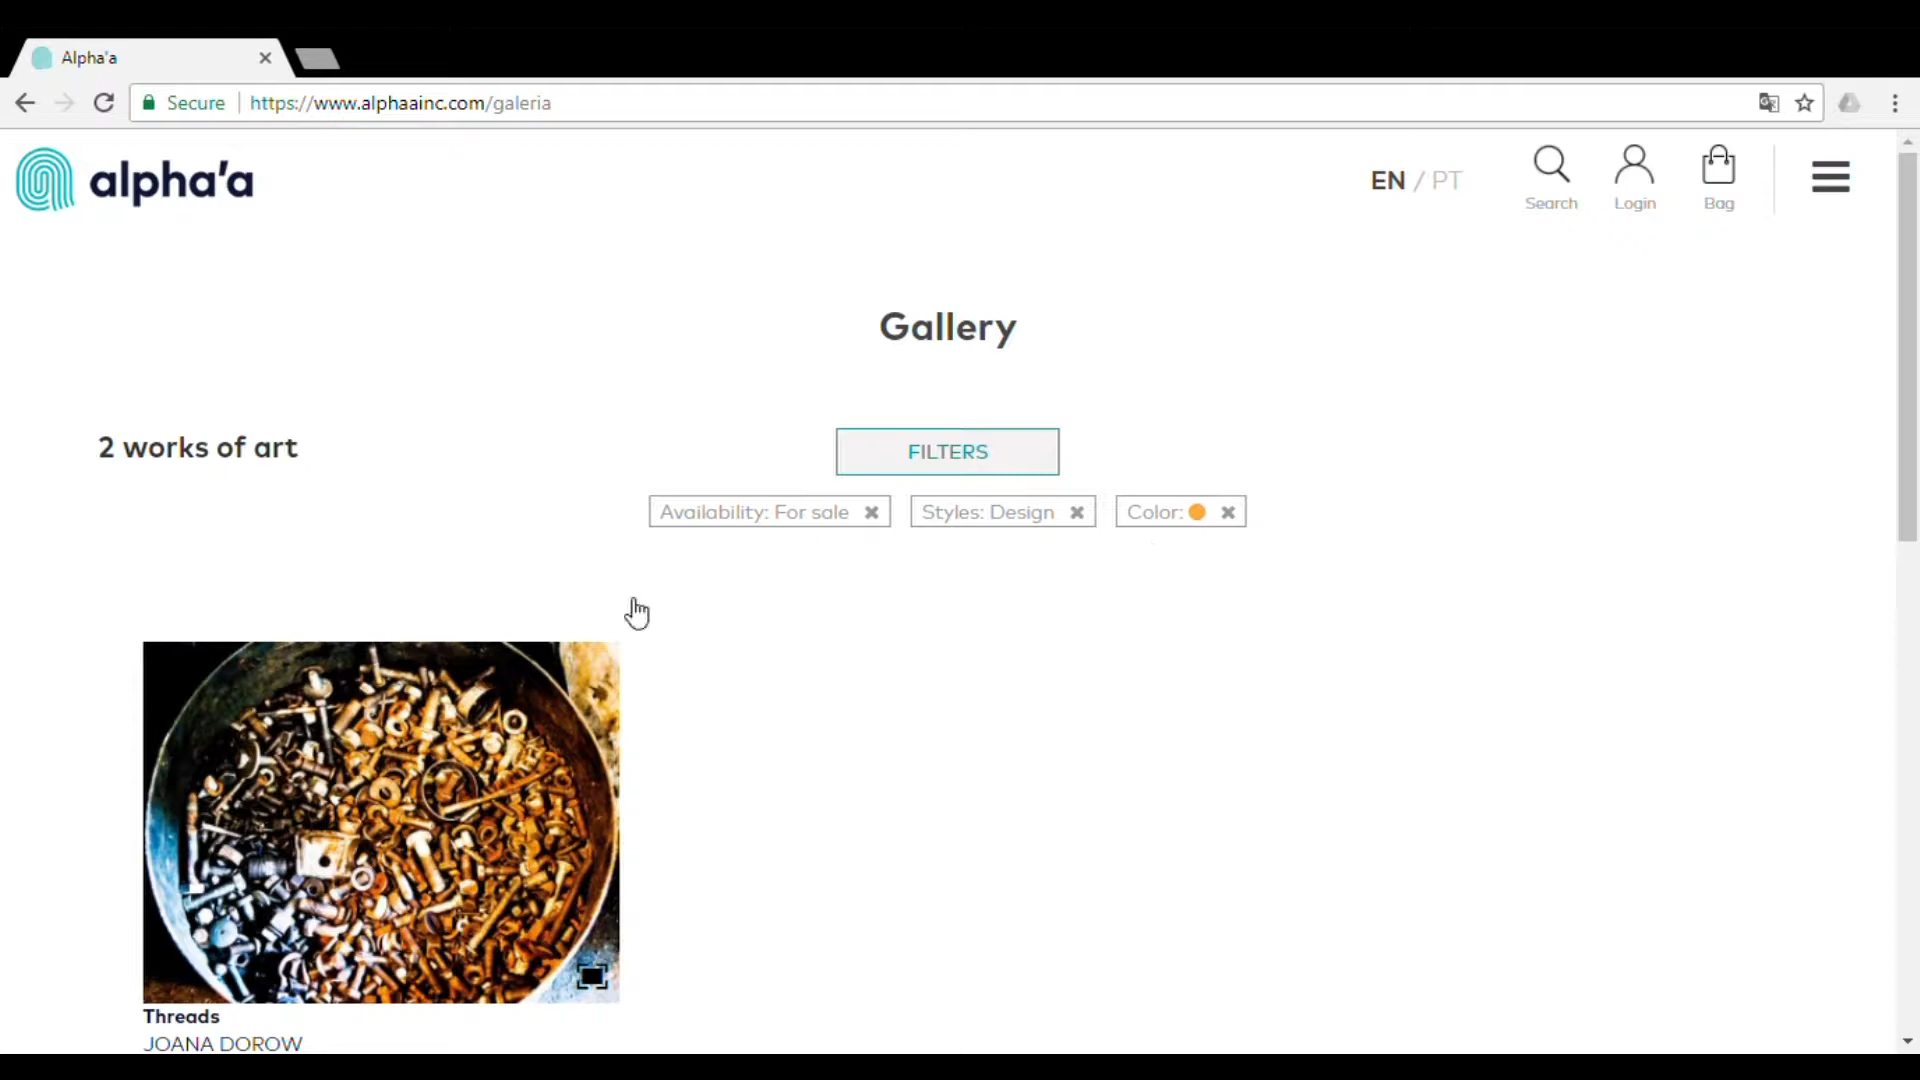 Alpha'a
Secure https://www.alphaainc.com/galeria
alpha'a
EN / PT
Search
Login
Bag
Gallery
2 works of art
FILTERS
Availability: For sale
Styles: Design
Color:
Threads
JOANA DOROW